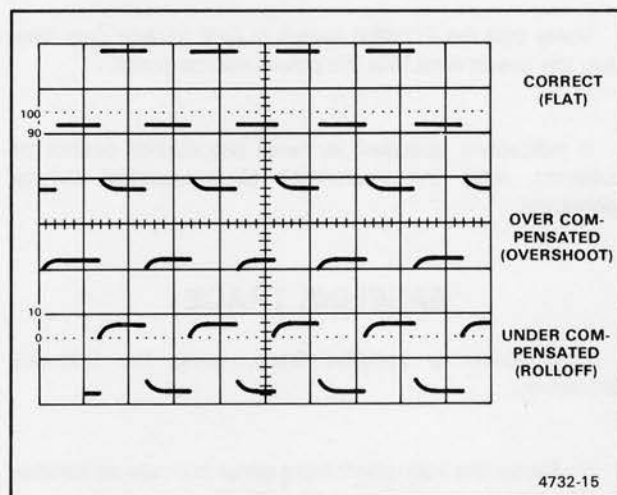 CORRECT
(FLAT)
100
90
OVER COM-
PENSATED
(OVERSHOOT)
10
0
UNDER COM-
PENSATED
(ROLLOFF)
4732-15